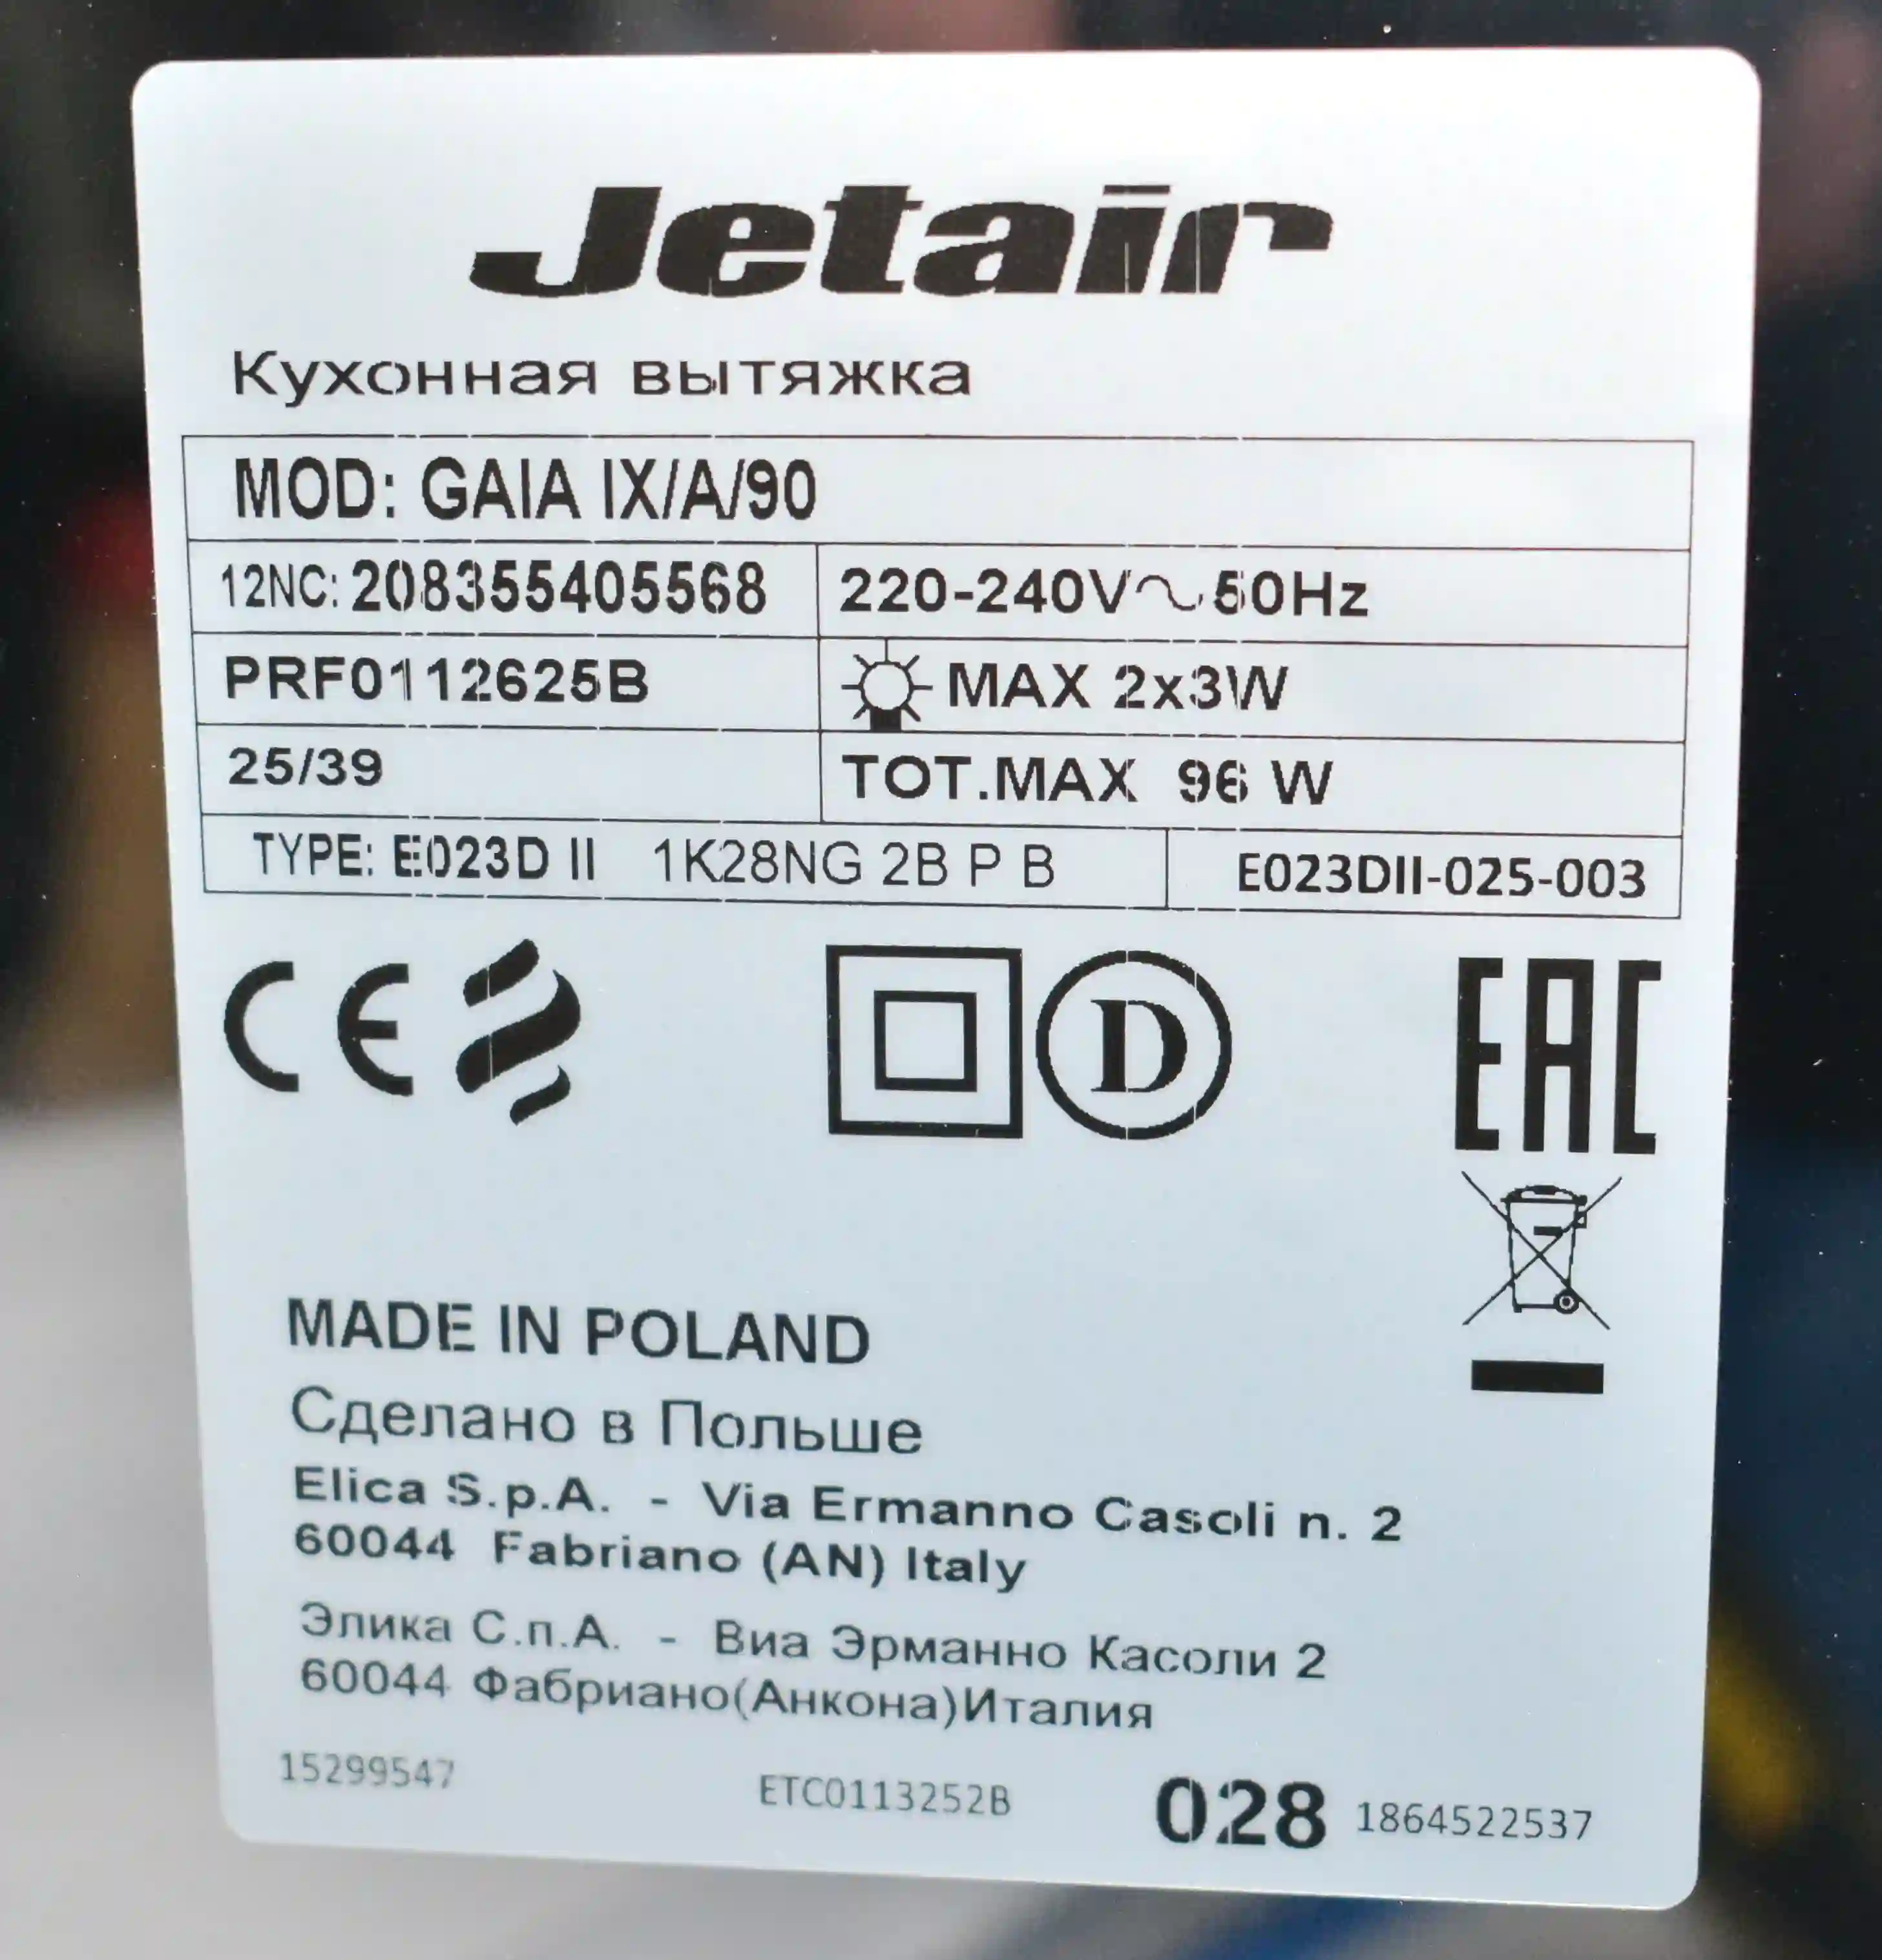 Jetair
Кухонная вытяжка
MOD: GAIA IX/A/90
12NC: 208355405568 220-240V~50Hz
PRF0112625B MAX 2x3W
25/39 TOT.MAX 96 W
TYPE: E023D II 1K28NG 2B P B E023DII-025-003
CE D EAC
MADE IN POLAND
Сделано в Польше
Elica S.p.A. - Via Ermanno Casoli n. 2
60044 Fabriano (AN) Italy
Элика С.п.А. - Виа Эрманно Касоли 2
60044 Фабриано(Анкона)Италия
15299547 ETC0113252B 028 1864522537